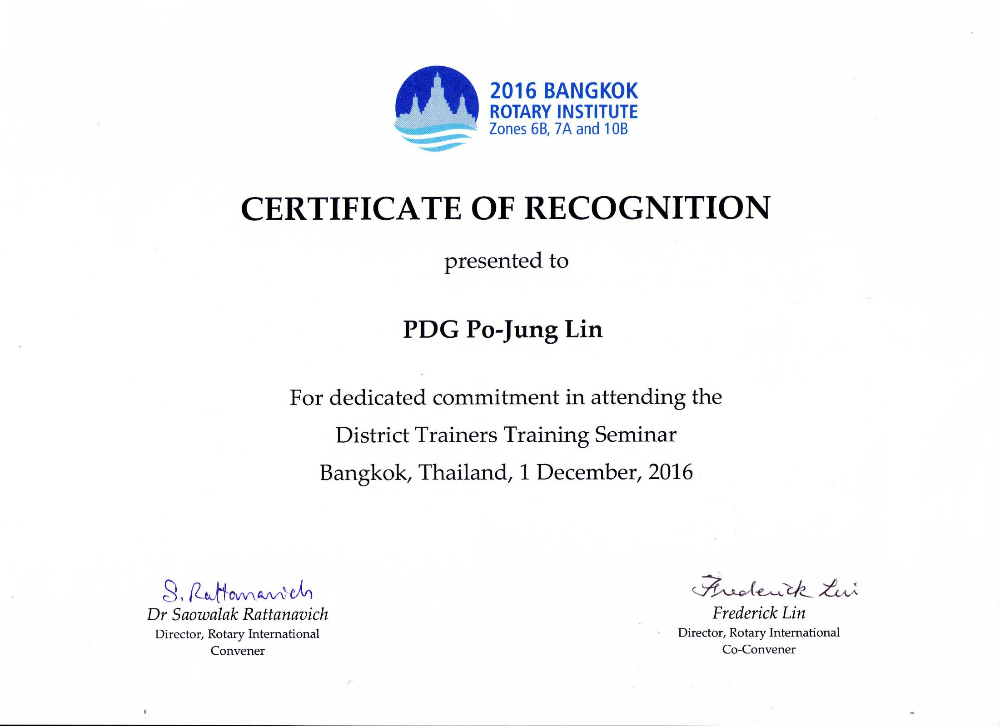 2016 BANGKOK
ROTARY INSTITUTE
Zones 6B, 7A and 10B
CERTIFICATE OF RECOGNITION
presented to
PDG Po-Jung Lin
For dedicated commitment in attending the
District Trainers Training Seminar
Bangkok, Thailand, 1 December, 2016
S. Rattanavich
Dr Saowalak Rattanavich
Director, Rotary International
Convener
Frederick Lin
Frederick Lin
Director, Rotary International
Co-Convener